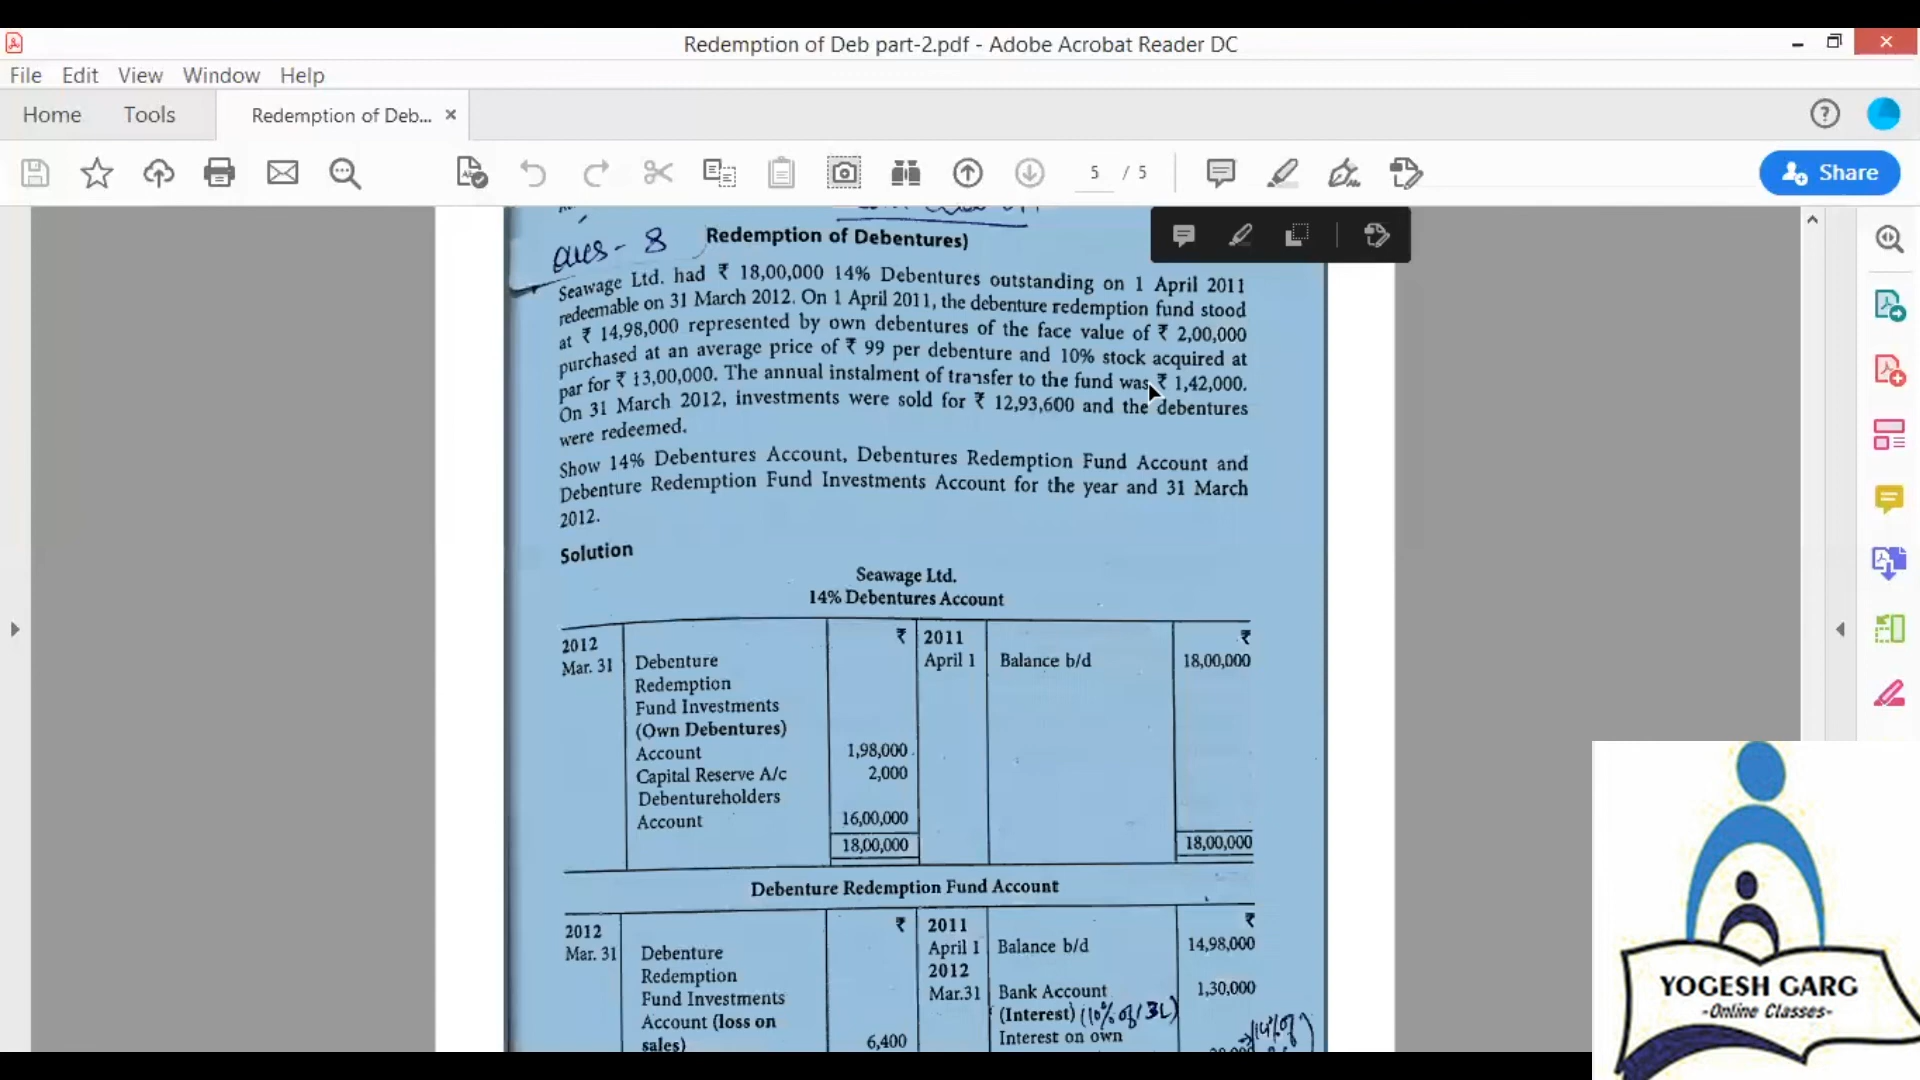 Redemption of Deb part-2.pdf - Adobe Acrobat Reader DC
File Edit View Window Help
Home Tools Redemption of Deb... ×
5 / 5
Share
Ques - 8 Redemption of Debentures)
Seawage Ltd. had ₹ 18,00,000 14% Debentures outstanding on 1 April 2011
redeemable on 31 March 2012. On 1 April 2011, the debenture redemption fund stood
at ₹ 14,98,000 represented by own debentures of the face value of ₹ 2,00,000
purchased at an average price of ₹ 99 per debenture and 10% stock acquired at
par for ₹ 13,00,000. The annual instalment of transfer to the fund was ₹ 1,42,000.
On 31 March 2012, investments were sold for ₹ 12,93,600 and the debentures
were redeemed.
Show 14% Debentures Account, Debentures Redemption Fund Account and
Debenture Redemption Fund Investments Account for the year and 31 March
2012.
Solution
Seawage Ltd.
14% Debentures Account
2012 ₹ 2011 ₹
Mar. 31 Debenture April 1 Balance b/d 18,00,000
Redemption
Fund Investments
(Own Debentures)
Account 1,98,000
Capital Reserve A/c 2,000
Debentureholders
Account 16,00,000
18,00,000 18,00,000
Debenture Redemption Fund Account
2012 ₹ 2011 ₹
Mar. 31 Debenture April 1 Balance b/d 14,98,000
Redemption 2012
Fund Investments Mar.31 Bank Account 1,30,000
Account (loss on (Interest) (10% of 13L)
sales) 6,400 Interest on own
(14% of
YOGESH GARG
-Online Classes-